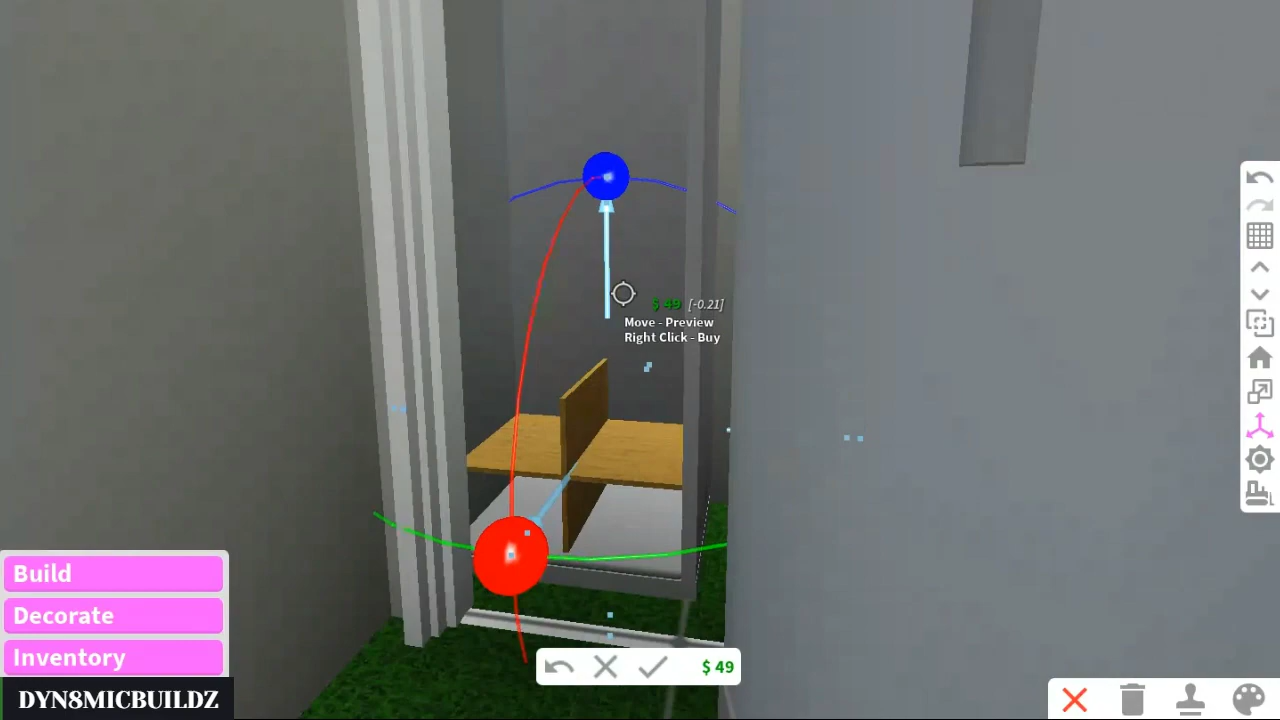 $ 49 [-0.21]
Move - Preview
Right Click - Buy
Build
Decorate
Inventory
$ 49
DYN8MICBUILDZ